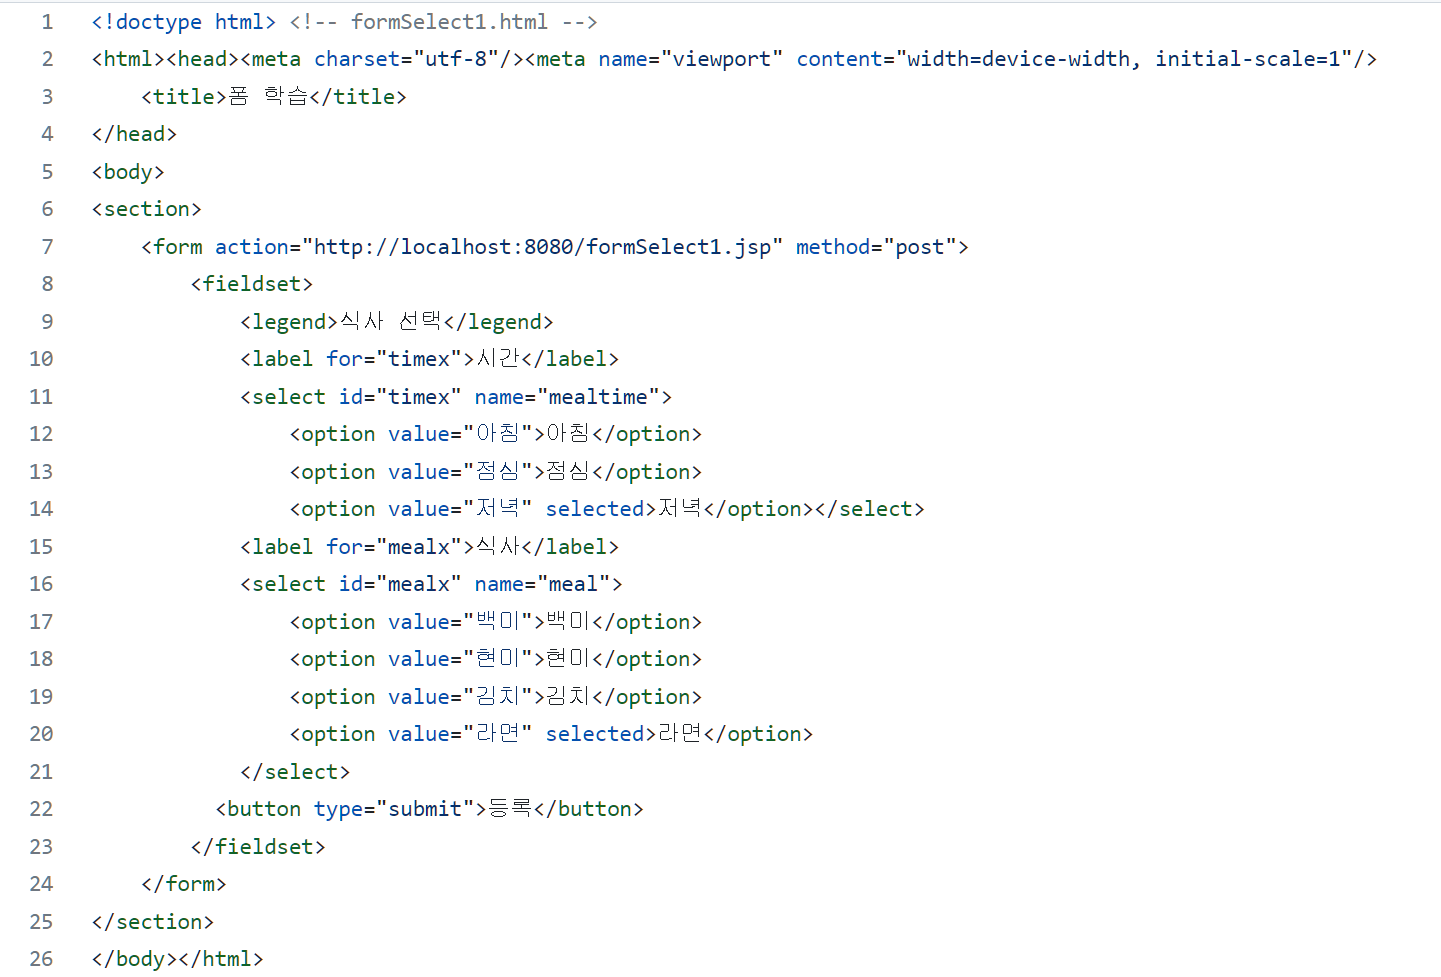 1 <!doctype html> <!-- formSelect1.html -->
2 <html><head><meta charset="utf-8"/><meta name="viewport" content="width=device-width, initial-scale=1"/>
3     <title>폼 학습</title>
4 </head>
5 <body>
6 <section>
7     <form action="http://localhost:8080/formSelect1.jsp" method="post">
8         <fieldset>
9             <legend>식사 선택</legend>
10             <label for="timex">시간</label>
11             <select id="timex" name="mealtime">
12                 <option value="아침">아침</option>
13                 <option value="점심">점심</option>
14                 <option value="저녁" selected>저녁</option></select>
15             <label for="mealx">식사</label>
16             <select id="mealx" name="meal">
17                 <option value="백미">백미</option>
18                 <option value="현미">현미</option>
19                 <option value="김치">김치</option>
20                 <option value="라면" selected>라면</option>
21             </select>
22           <button type="submit">등록</button>
23         </fieldset>
24     </form>
25 </section>
26 </body></html>